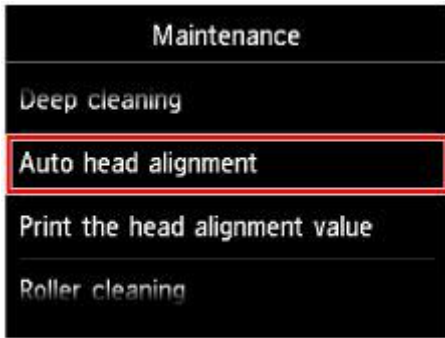 Maintenance
Deep cleaning
Auto head alignment
Print the head alignment value
Roller cleaning